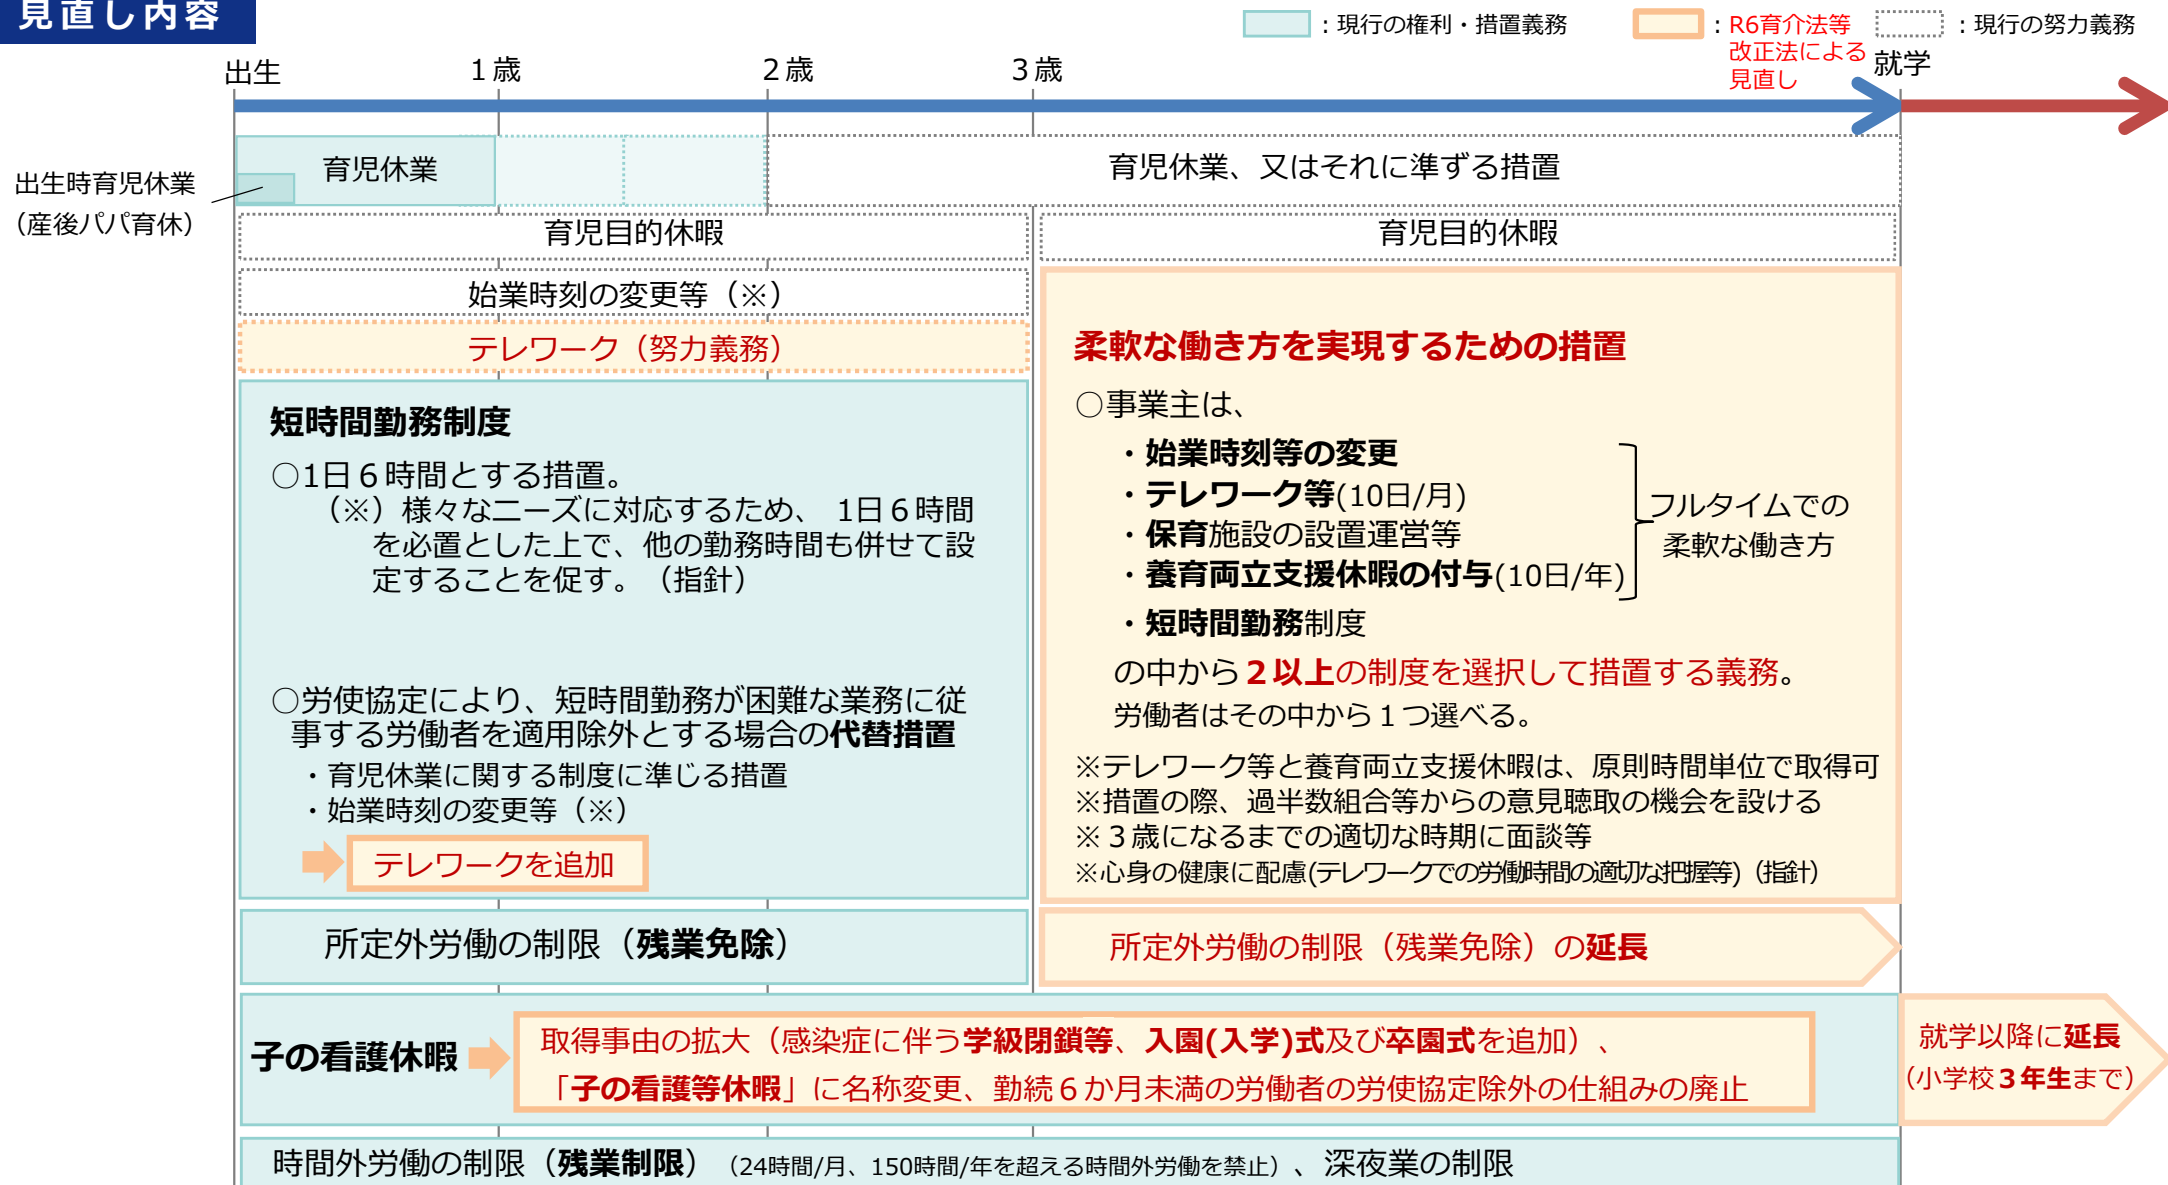 見直し内容
：現行の権利・措置義務
：R6育介法等
改正法による
見直し
：現行の努力義務
出生
1歳
2歳
3歳
就学
育児休業
育児休業、又はそれに準ずる措置
出生時育児休業
（産後パパ育休）
育児目的休暇
育児目的休暇
始業時刻の変更等（※）
テレワーク（努力義務）
短時間勤務制度
○1日６時間とする措置。
（※）様々なニーズに対応するため、 1日６時間
を必置とした上で、他の勤務時間も併せて設
定することを促す。（指針）
○労使協定により、短時間勤務が困難な業務に従
事する労働者を適用除外とする場合の代替措置
・育児休業に関する制度に準じる措置
・始業時刻の変更等（※）
テレワークを追加
柔軟な働き方を実現するための措置
○事業主は、
・始業時刻等の変更
・テレワーク等(10日/月)
・保育施設の設置運営等
・養育両立支援休暇の付与(10日/年)
・短時間勤務制度
フルタイムでの
柔軟な働き方
の中から２以上の制度を選択して措置する義務。
労働者はその中から１つ選べる。
※テレワーク等と養育両立支援休暇は、原則時間単位で取得可
※措置の際、過半数組合等からの意見聴取の機会を設ける
※３歳になるまでの適切な時期に面談等
※心身の健康に配慮(テレワークでの労働時間の適切な把握等)（指針）
所定外労働の制限（残業免除）
所定外労働の制限（残業免除）の延長
子の看護休暇
取得事由の拡大（感染症に伴う学級閉鎖等、入園(入学)式及び卒園式を追加）、
「子の看護等休暇」に名称変更、勤続６か月未満の労働者の労使協定除外の仕組みの廃止
就学以降に延長
（小学校３年生まで）
時間外労働の制限（残業制限）（24時間/月、150時間/年を超える時間外労働を禁止）、深夜業の制限